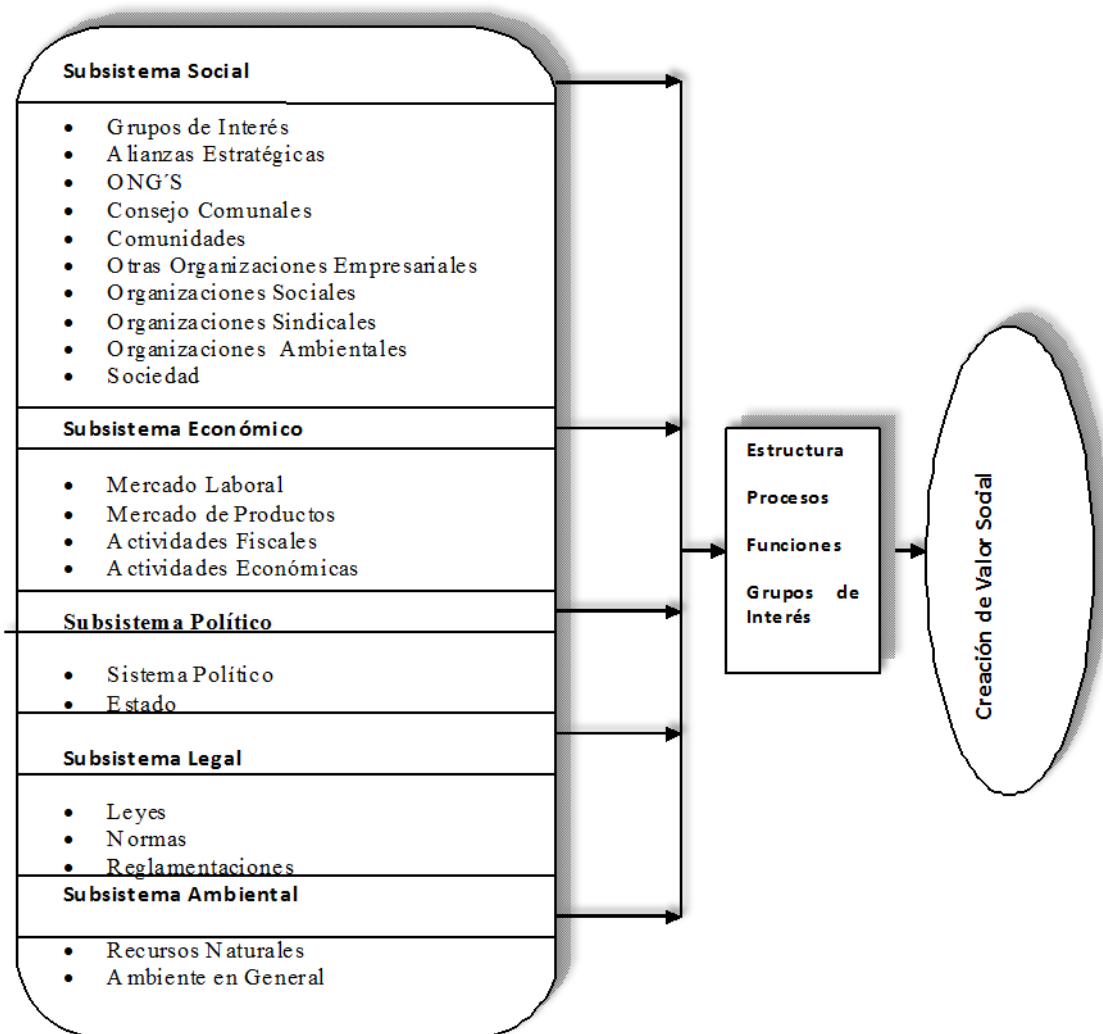 Subsistema Social
• Grupos de Interés
• Alianzas Estratégicas
• ONG´S
• Consejo Comunales
• Comunidades
• Otras Organizaciones Empresariales
• Organizaciones Sociales
• Organizaciones Sindicales
• Organizaciones Ambientales
• Sociedad
Subsistema Económico
• Mercado Laboral
• Mercado de Productos
• Actividades Fiscales
• Actividades Económicas
Subsistema Político
• Sistema Político
• Estado
Subsistema Legal
• Leyes
• Normas
• Reglamentaciones
Subsistema Ambiental
• Recursos Naturales
• Ambiente en General
Estructura
Procesos
Funciones
Grupos de
Interés
Creación de Valor Social